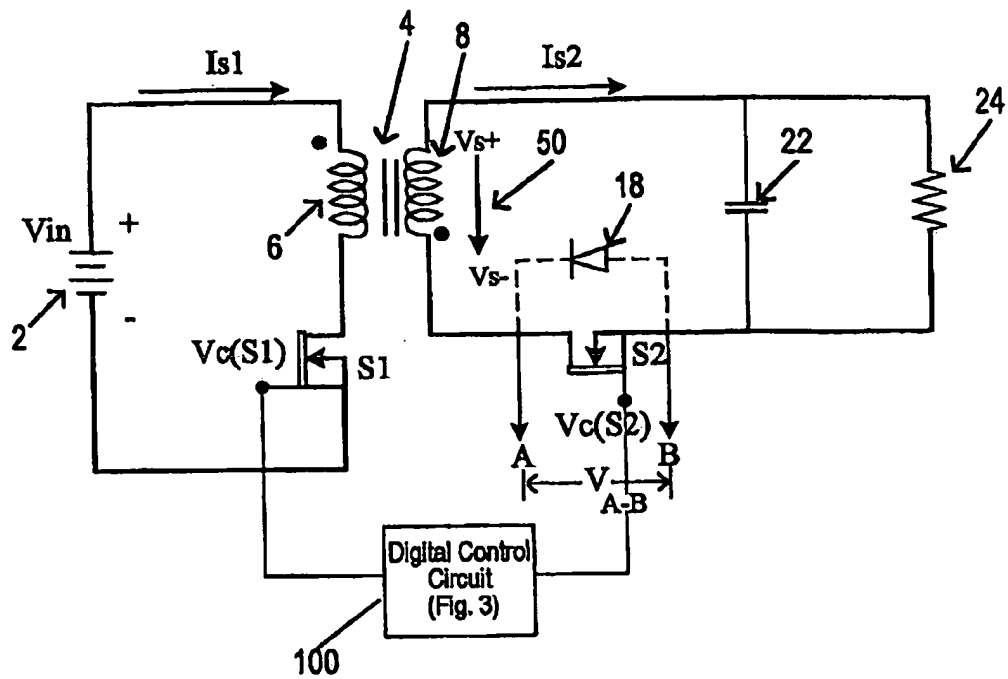 4
8
Is1
Is2
24
Vs+
50
22
18
Vin
+
6
Vs-
2
-
Vc(S1)
S1
S2
Vc(S2)
A
B
V
A-B
Digital Control
Circuit
(Fig. 3)
100